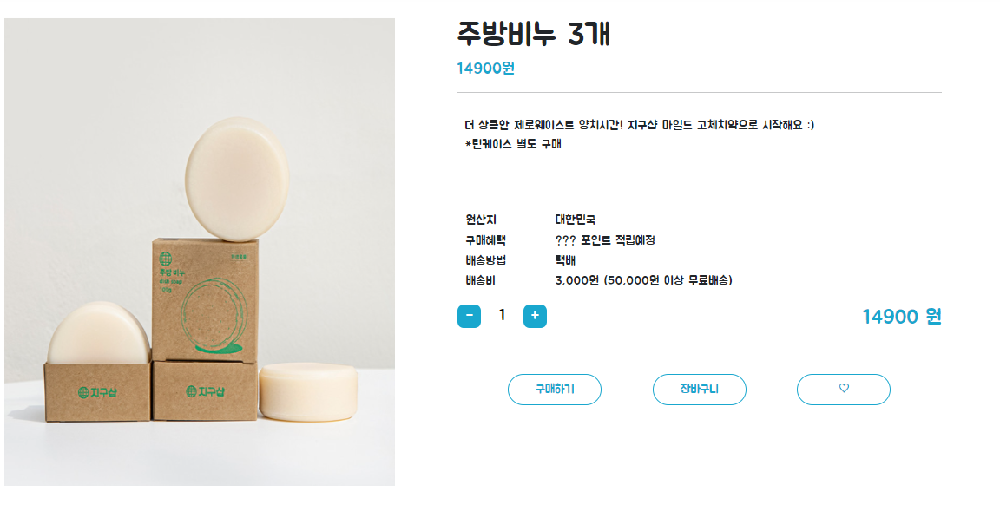 주방비누 3개
14900원
더 상큼한 제로웨이스트 양치시간! 지구샵 마일드 고체치약으로 시작해요 :)
*틴케이스 별도 구매
원산지 대한민국
구매혜택 ??? 포인트 적립예정
배송방법 택배
배송비 3,000원 (50,000원 이상 무료배송)
- 1 + 14900 원
구매하기 장바구니 ♡
주방비누
dish soap
100g
지구샵 지구샵